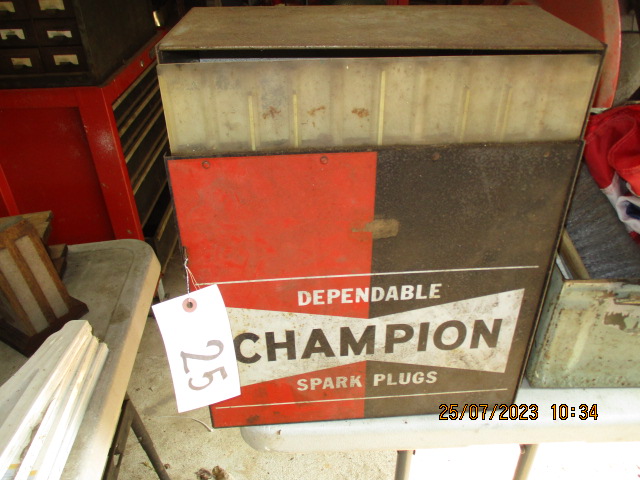 DEPENDABLE
CHAMPION
SPARK PLUGS
25
25/07/2023 10:34